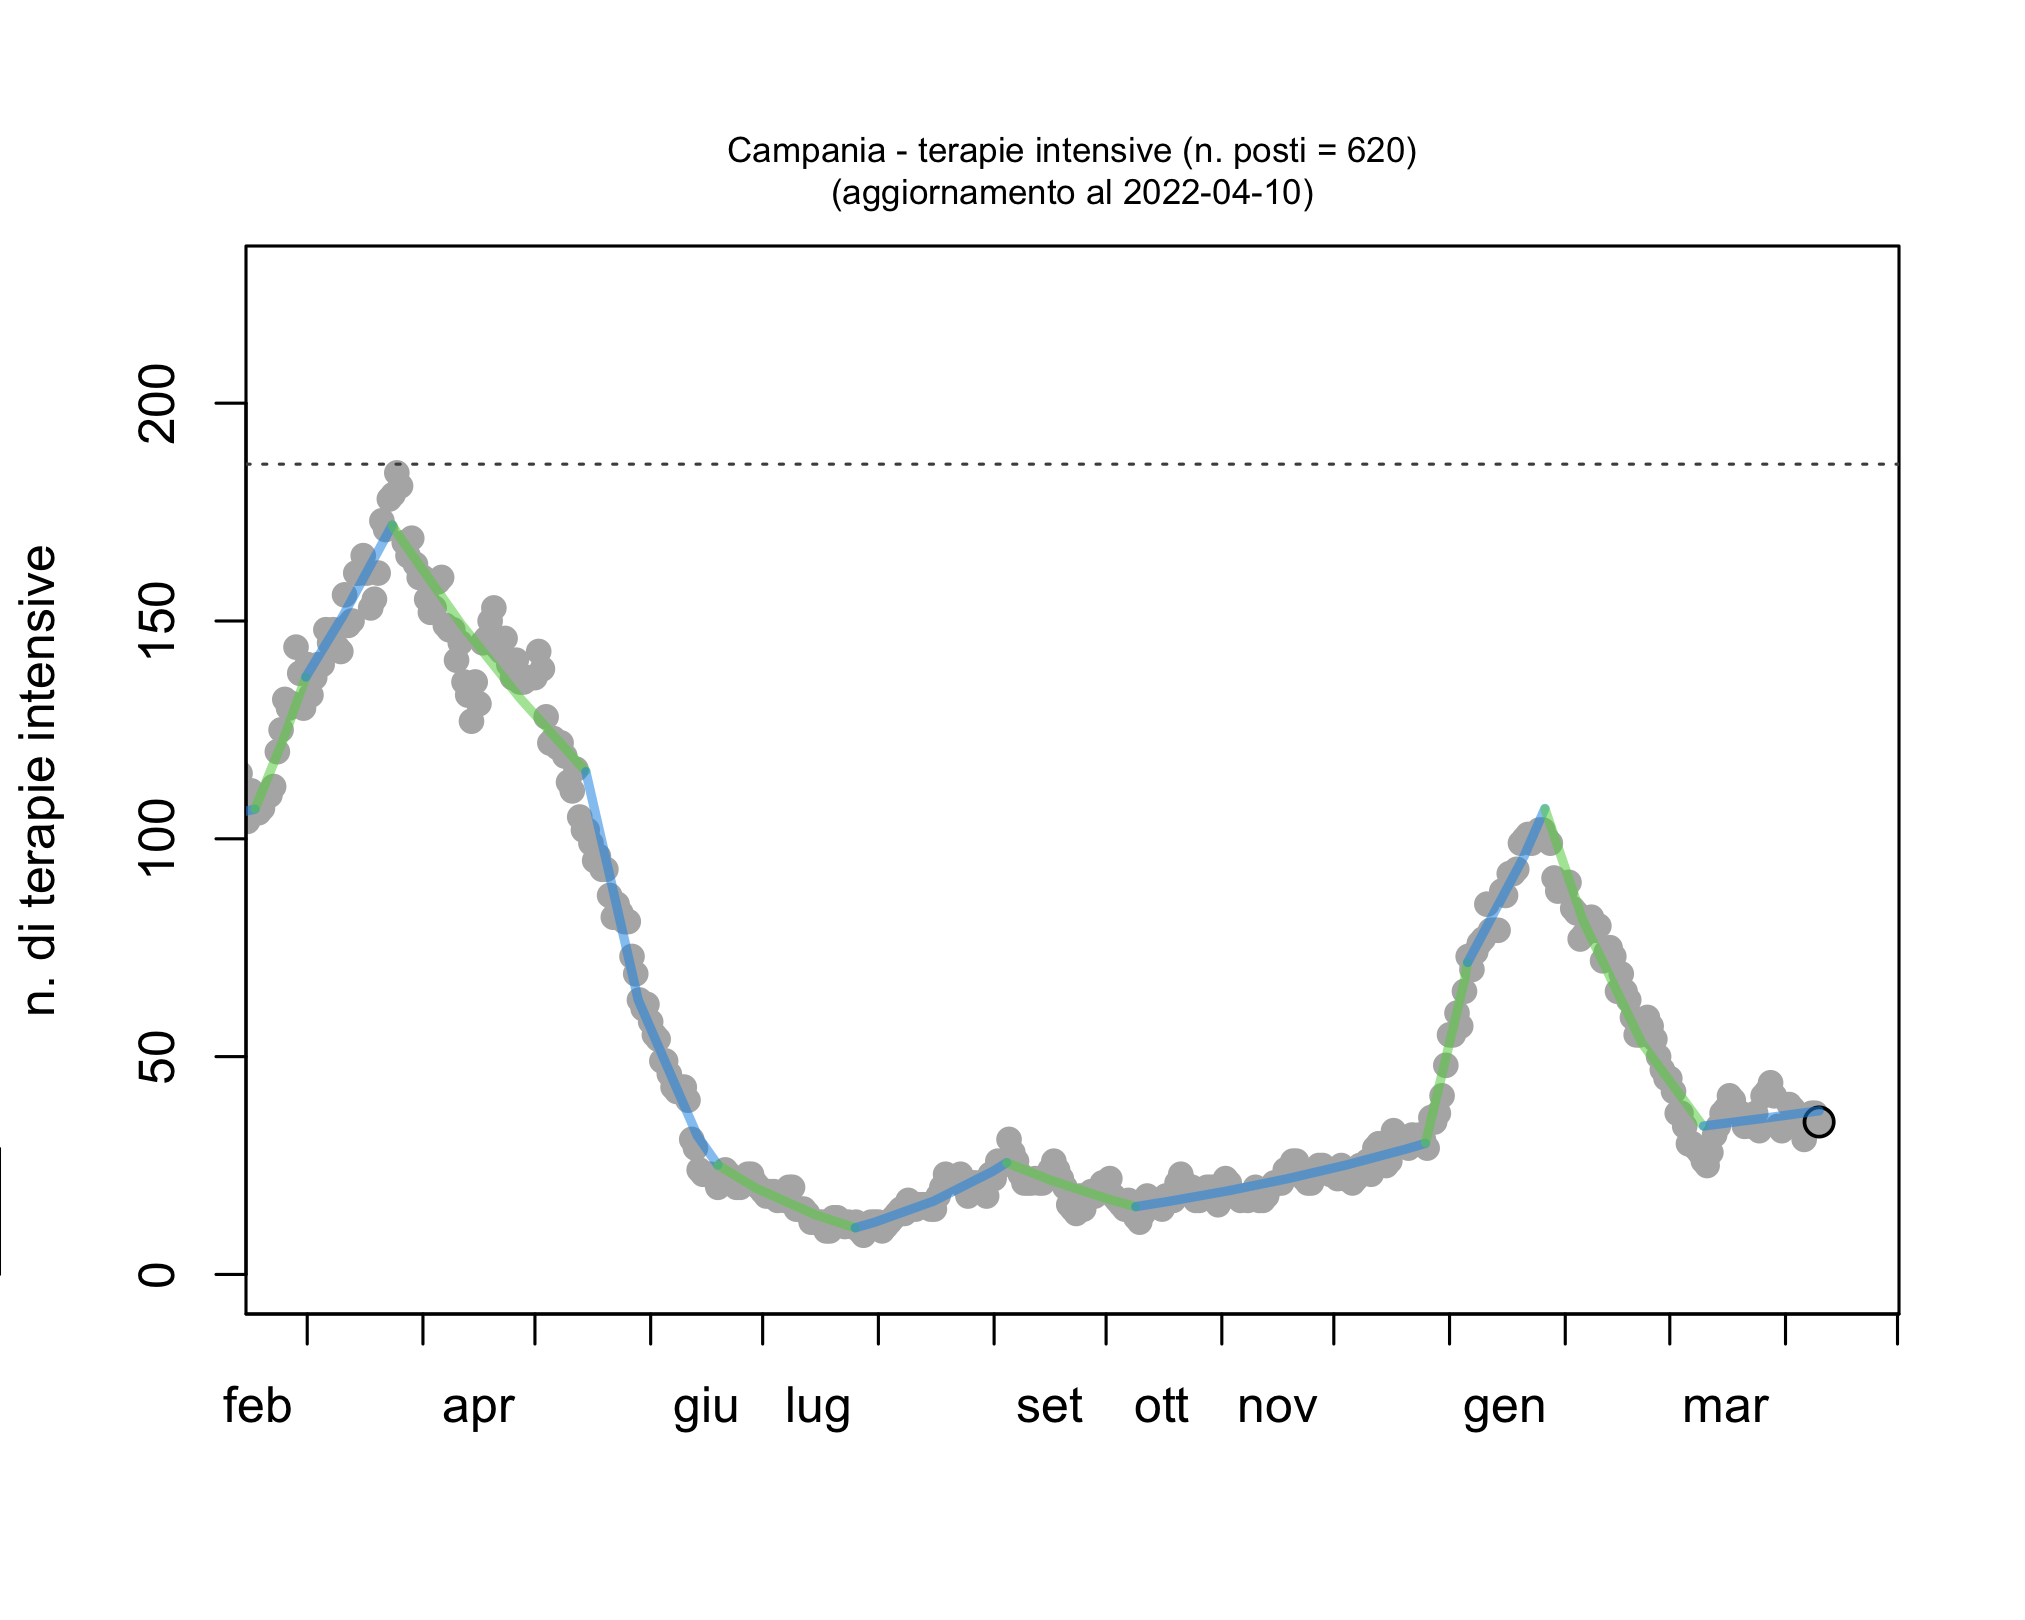 Campania - terapie intensive (n. posti = 620)
(aggiornamento al 2022-04-10)
n. di terapie intensive
200
150
100
50
0
feb apr giu lug set ott nov gen mar